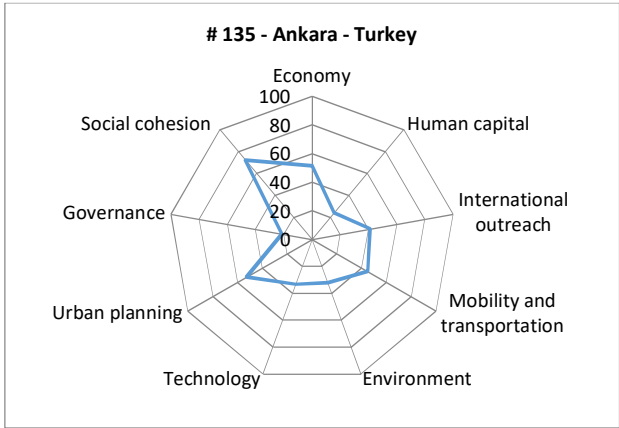 # 135 - Ankara - Turkey
Economy
100
80
60
40
20
0
Human capital
International
outreach
Mobility and
transportation
Environment
Technology
Urban planning
Governance
Social cohesion